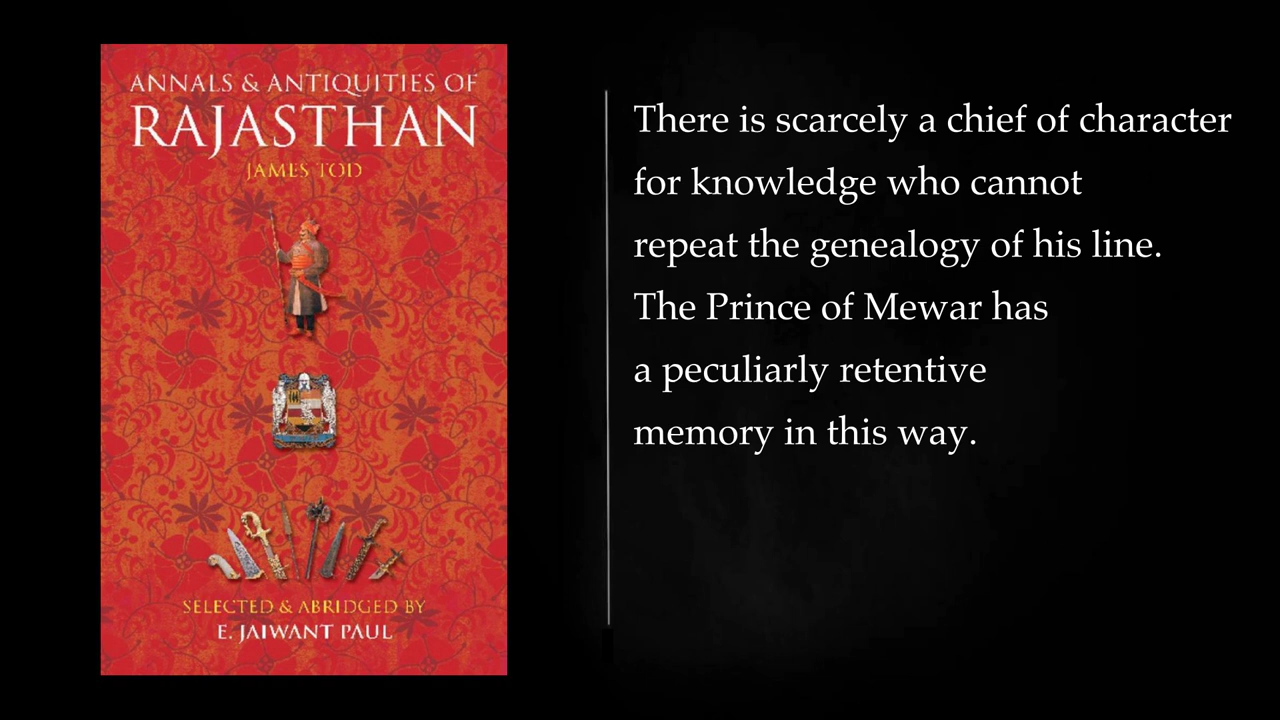 ANNALS & ANTIQUITIES OF
RAJASTHAN
JAMES TOD
SELECTED & ABRIDGED BY
E. JAIWANT PAUL
There is scarcely a chief of character
for knowledge who cannot
repeat the genealogy of his line.
The Prince of Mewar has
a peculiarly retentive
memory in this way.